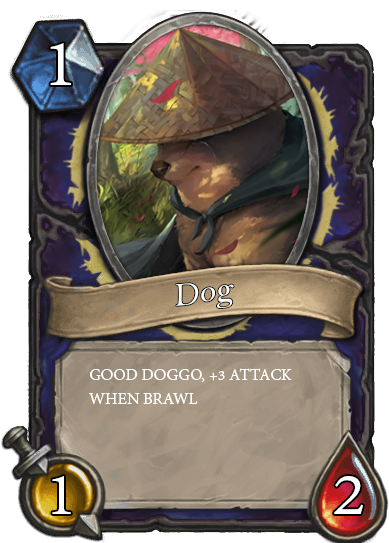 1
Dog
GOOD DOGGO, +3 ATTACK
WHEN BRAWL
1
2